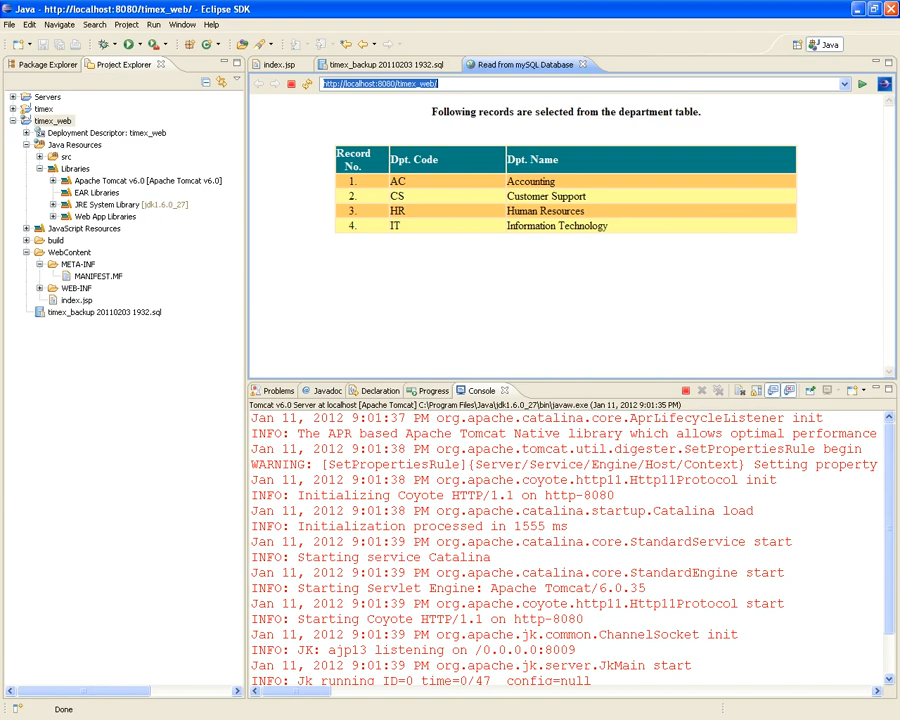 Java - http://localhost:8080/timex_web/ - Eclipse SDK
File Edit Navigate Search Project Run Window Help
Java
Package Explorer Project Explorer
Servers
timex
timex_web
Deployment Descriptor: timex_web
Java Resources
src
Libraries
Apache Tomcat v6.0 [Apache Tomcat v6.0]
EAR Libraries
JRE System Library [jdk1.6.0_27]
Web App Libraries
JavaScript Resources
build
WebContent
META-INF
MANIFEST.MF
WEB-INF
index.jsp
timex_backup 20110203 1932.sql
index.jsp timex_backup 20110203 1932.sql Read from mySQL Database
http://localhost:8080/timex_web/
Following records are selected from the department table.
Record No. Dpt. Code Dpt. Name
1. AC Accounting
2. CS Customer Support
3. HR Human Resources
4. IT Information Technology
Problems Javadoc Declaration Progress Console
Tomcat v6.0 Server at localhost [Apache Tomcat] C:\Program Files\Java\jdk1.6.0_27\bin\javaw.exe (Jan 11, 2012 9:01:35 PM)
Jan 11, 2012 9:01:37 PM org.apache.catalina.core.AprLifecycleListener init
INFO: The APR based Apache Tomcat Native library which allows optimal performance
Jan 11, 2012 9:01:38 PM org.apache.tomcat.util.digester.SetPropertiesRule begin
WARNING: [SetPropertiesRule]{Server/Service/Engine/Host/Context} Setting property
Jan 11, 2012 9:01:38 PM org.apache.coyote.http11.Http11Protocol init
INFO: Initializing Coyote HTTP/1.1 on http-8080
Jan 11, 2012 9:01:38 PM org.apache.catalina.startup.Catalina load
INFO: Initialization processed in 1555 ms
Jan 11, 2012 9:01:39 PM org.apache.catalina.core.StandardService start
INFO: Starting service Catalina
Jan 11, 2012 9:01:39 PM org.apache.catalina.core.StandardEngine start
INFO: Starting Servlet Engine: Apache Tomcat/6.0.35
Jan 11, 2012 9:01:39 PM org.apache.coyote.http11.Http11Protocol start
INFO: Starting Coyote HTTP/1.1 on http-8080
Jan 11, 2012 9:01:39 PM org.apache.jk.common.ChannelSocket init
INFO: JK: ajp13 listening on /0.0.0.0:8009
Jan 11, 2012 9:01:39 PM org.apache.jk.server.JkMain start
INFO: Jk running ID=0 time=0/47 config=null
Done